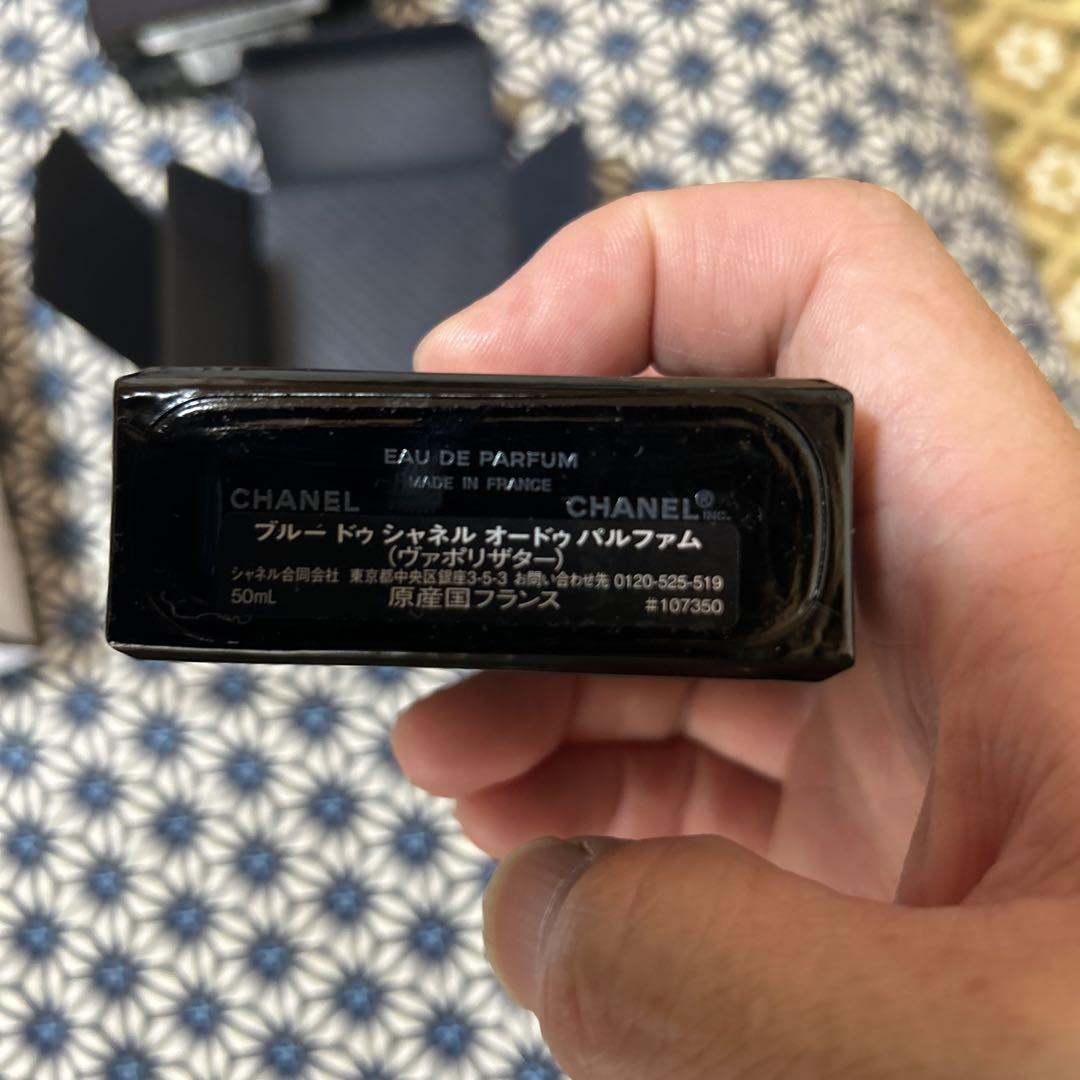 EAU DE PARFUM
MADE IN FRANCE
CHANEL CHANEL® INC.
ブルー ドゥ シャネル オードゥ パルファム
(ヴァポリザター)
シャネル合同会社 東京都中央区銀座3-5-3 お問い合わせ先 0120-525-519
50mL 原産国フランス #107350